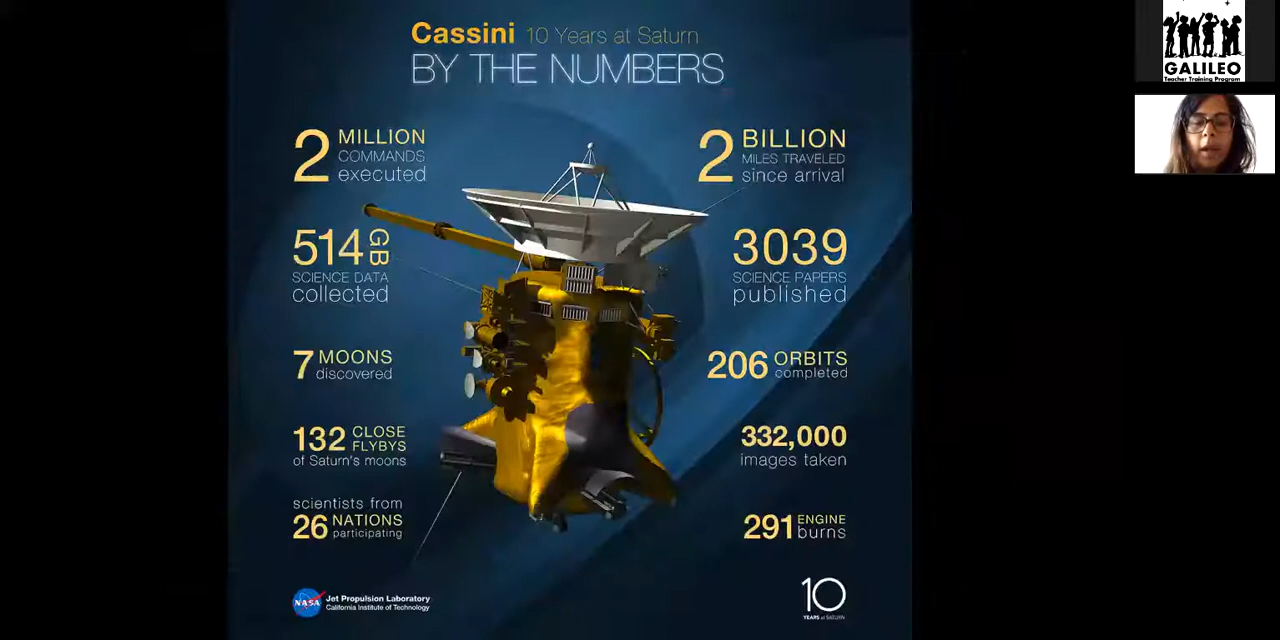 Cassini 10 Years at Saturn
BY THE NUMBERS
2 MILLION
COMMANDS
executed
2 BILLION
MILES TRAVELED
since arrival
514 GB
SCIENCE DATA
collected
3039
SCIENCE PAPERS
published
7 MOONS
discovered
206 ORBITS
completed
132 CLOSE
FLYBYS
of Saturn's moons
332,000
images taken
scientists from
26 NATIONS
participating
291 ENGINE
burns
NASA
Jet Propulsion Laboratory
California Institute of Technology
10
YEARS at SATURN
GALILEO
Teacher Training Program